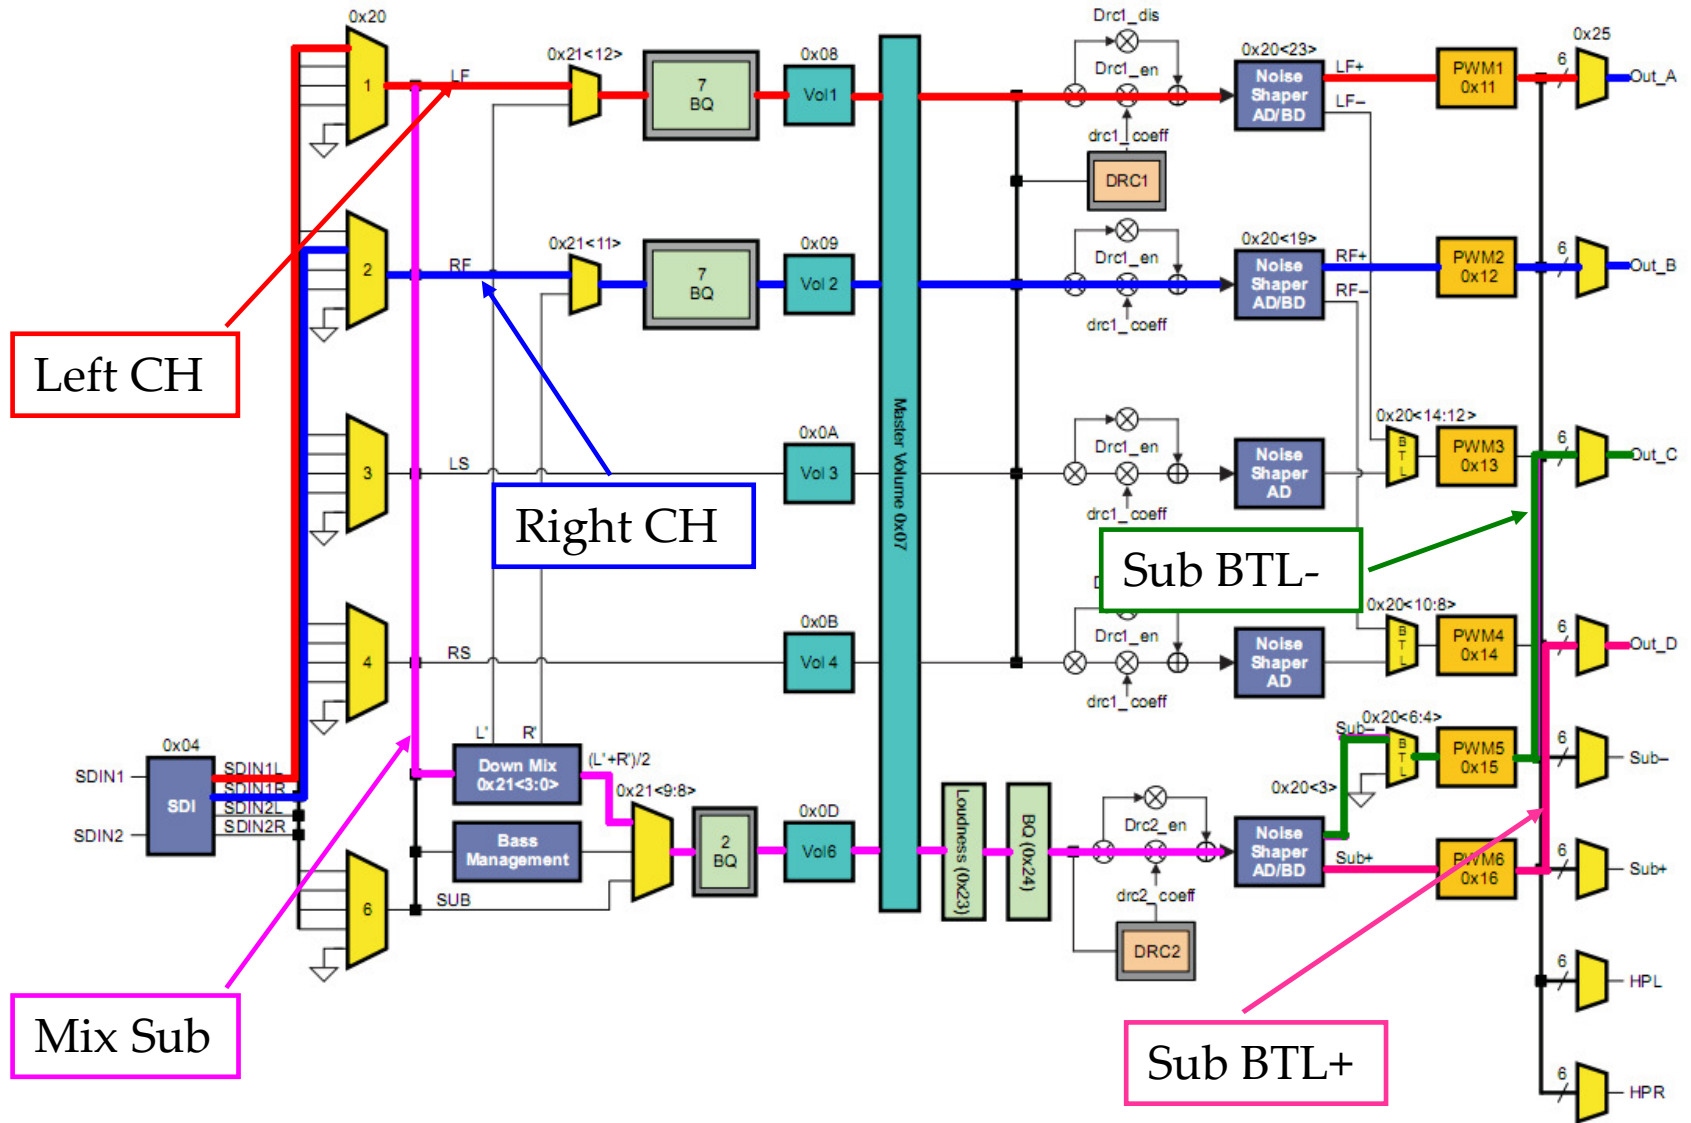 0x20
1
LF
0x21<12>
7
BQ
0x08
Vol1
Drc1_dis
Drc1_en
drc1_coeff
DRC1
0x20<23>
Noise
Shaper
AD/BD
LF+
LF–
PWM1
0x11
6
0x25
Out_A
2
RF
0x21<11>
7
BQ
0x09
Vol 2
Drc1_en
drc1_coeff
0x20<19>
Noise
Shaper
AD/BD
RF+
RF–
PWM2
0x12
6
Out_B
Left CH
Right CH
3
LS
0x0A
Vol 3
Master Volume 0x07
Drc1_en
drc1_coeff
Noise
Shaper
AD
0x20<14:12>
BTL
PWM3
0x13
6
Out_C
Sub BTL-
4
RS
0x0B
Vol 4
Drc1_en
drc1_coeff
Noise
Shaper
AD
0x20<10:8>
BTL
PWM4
0x14
6
Out_D
SDIN1
SDIN2
0x04
SDI
SDIN1L
SDIN1R
SDIN2L
SDIN2R
L'
R'
Down Mix
0x21<3:0>
(L'+R')/2
0x21<9:8>
Bass
Management
SUB
6
2
BQ
0x0D
Vol6
Loudness (0x23)
BQ (0x24)
Drc2_en
drc2_coeff
DRC2
0x20<3>
Noise
Shaper
AD/BD
Sub–
Sub+
0x20<6:4>
BTL
PWM5
0x15
6
Sub–
PWM6
0x16
6
Sub+
6
HPL
6
HPR
Mix Sub
Sub BTL+